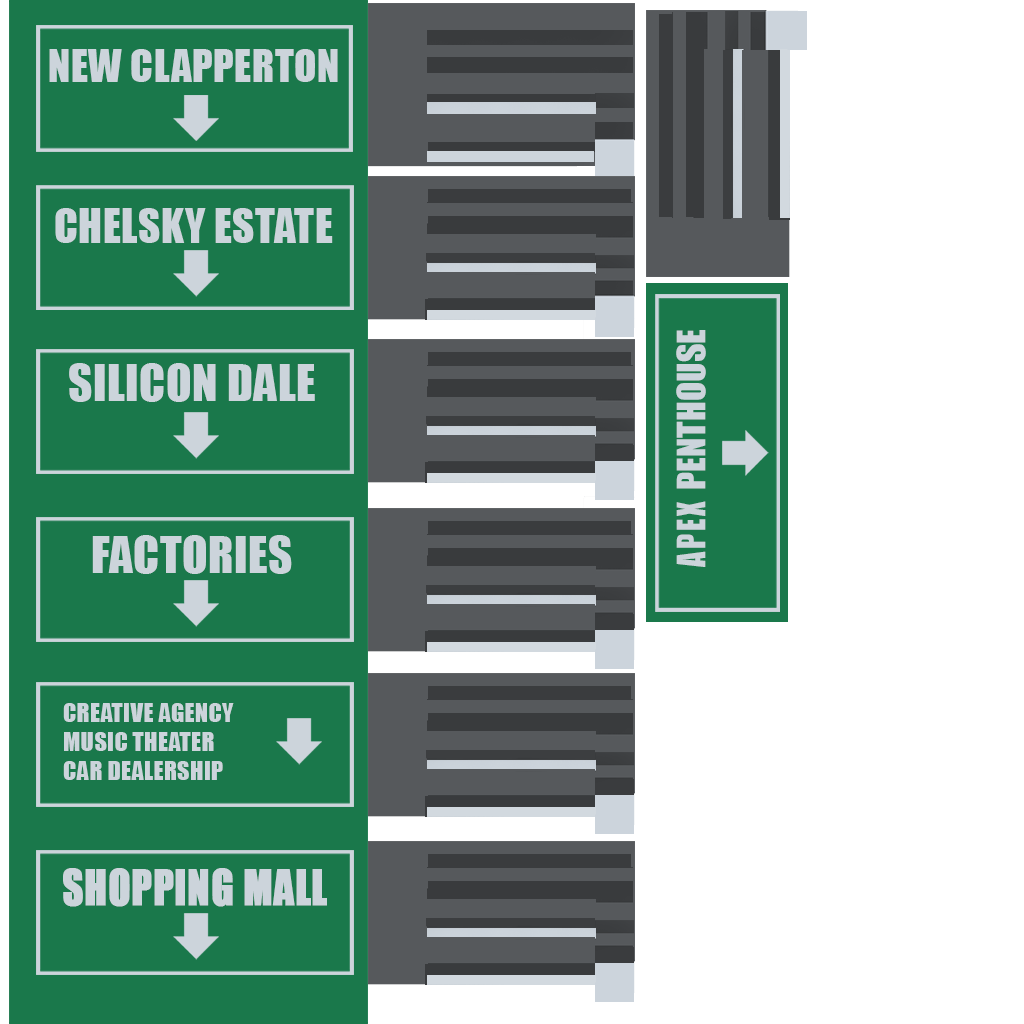 NEW CLAPPERTON
CHELSKY ESTATE
SILICON DALE
FACTORIES
CREATIVE AGENCY
MUSIC THEATER
CAR DEALERSHIP
SHOPPING MALL
APEX PENTHOUSE